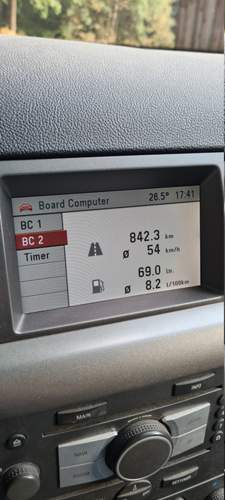 Board Computer 26.5° 17:41
BC 1
BC 2
Timer
842.3 km
Ø 54 km/h
69.0 Ltr.
Ø 8.2 L/100km
INFO
MAIN
SETTINGS